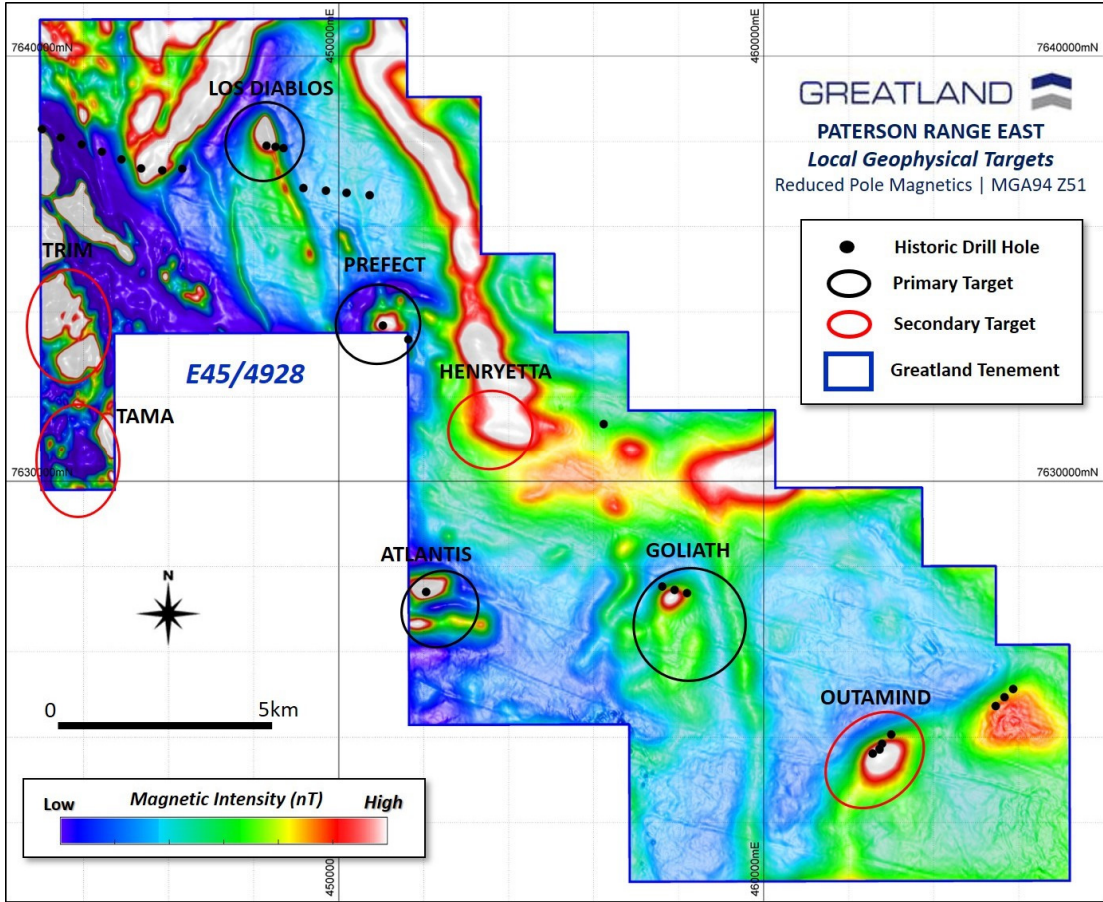 7640000mN
450000mE
460000mE
7640000mN
GREATLAND
PATERSON RANGE EAST
Local Geophysical Targets
Reduced Pole Magnetics | MGA94 Z51
Historic Drill Hole
Primary Target
Secondary Target
Greatland Tenement
LOS DIABLOS
TRIM
PREFECT
E45/4928
HENRYETTA
TAMA
7630000mN
7630000mN
ATLANTIS
GOLIATH
N
OUTAMIND
0 5km
Low Magnetic Intensity (nT) High
450000
460000mE